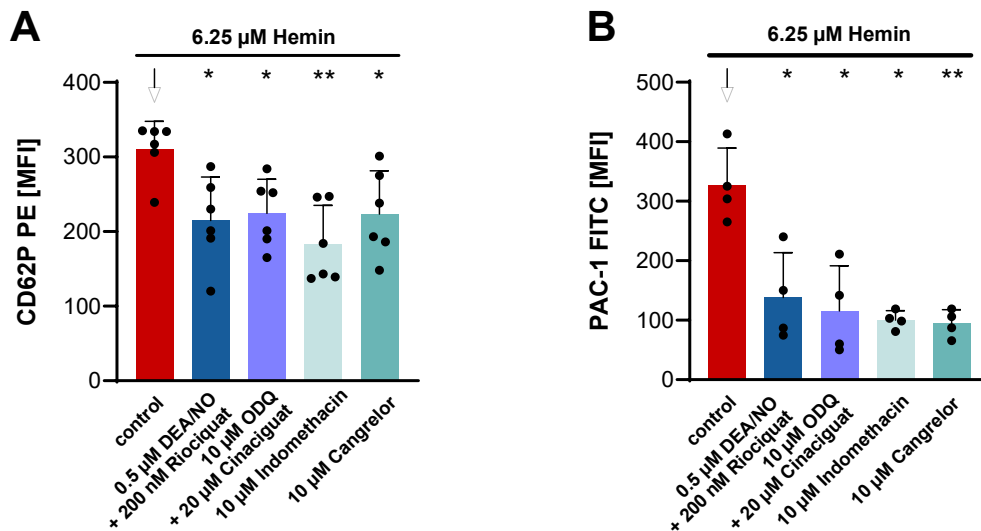 A
6.25 µM Hemin
* * ** *
CD62P PE [MFI]
400
300
200
100
0
control
0.5 µM DEA/NO
+ 200 nM Riociquat
10 µM ODQ
+ 20 µM Cinaciguat
10 µM Indomethacin
10 µM Cangrelor
B
6.25 µM Hemin
* * * **
PAC-1 FITC [MFI]
500
400
300
200
100
0
control
0.5 µM DEA/NO
+ 200 nM Riociquat
10 µM ODQ
+ 20 µM Cinaciguat
10 µM Indomethacin
10 µM Cangrelor